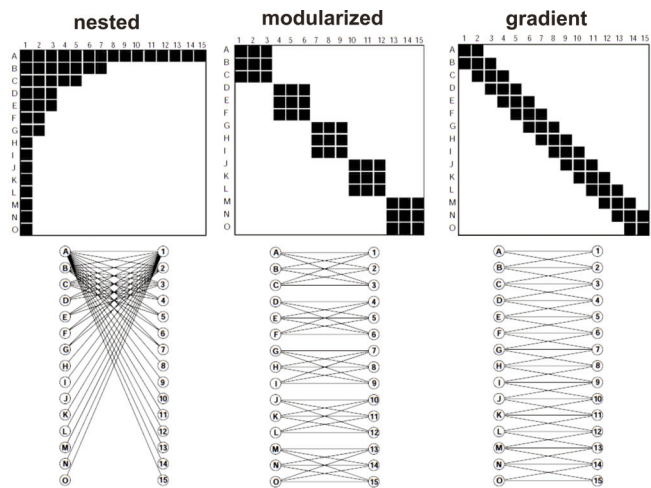 nested
1 2 3 4 5 6 7 8 9 10 11 12 13 14 15
A
B
C
D
E
F
G
H
I
J
K
L
M
N
O
A 1
B 2
C 3
D 4
E 5
F 6
G 7
H 8
I 9
J 10
K 11
L 12
M 13
N 14
O 15
modularized
1 2 3 4 5 6 7 8 9 10 11 12 13 14 15
A
B
C
D
E
F
G
H
I
J
K
L
M
N
O
A 1
B 2
C 3
D 4
E 5
F 6
G 7
H 8
I 9
J 10
K 11
L 12
M 13
N 14
O 15
gradient
1 2 3 4 5 6 7 8 9 10 11 12 13 14 15
A
B
C
D
E
F
G
H
I
J
K
L
M
N
O
A 1
B 2
C 3
D 4
E 5
F 6
G 7
H 8
I 9
J 10
K 11
L 12
M 13
N 14
O 15